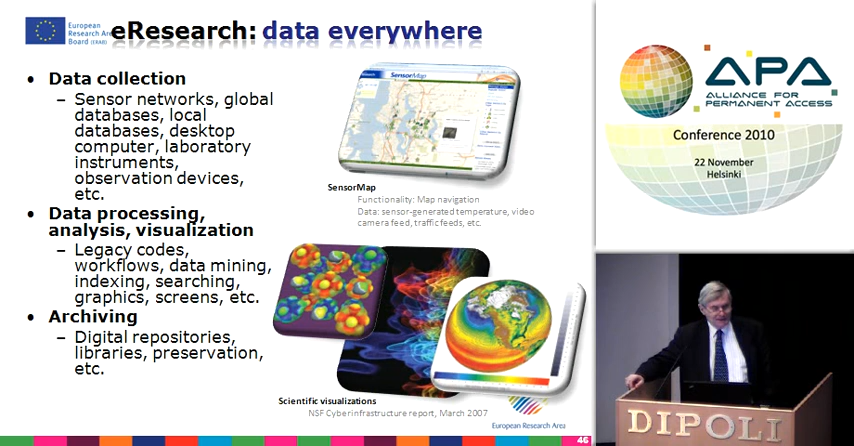 European
Research Area
Board (ERAB)
eResearch: data everywhere
• Data collection
– Sensor networks, global
databases, local
databases, desktop
computer, laboratory
instruments,
observation devices,
etc.
• Data processing,
analysis, visualization
– Legacy codes,
workflows, data mining,
indexing, searching,
graphics, screens, etc.
• Archiving
– Digital repositories,
libraries, preservation,
etc.
SensorMap
SensorMap
Functionality: Map navigation
Data: sensor-generated temperature, video
camera feed, traffic feeds, etc.
Scientific visualizations
NSF Cyberinfrastructure report, March 2007
European Research Area
46
APA
ALLIANCE FOR
PERMANENT ACCESS
Conference 2010
22 November
Helsinki
DIPOLI